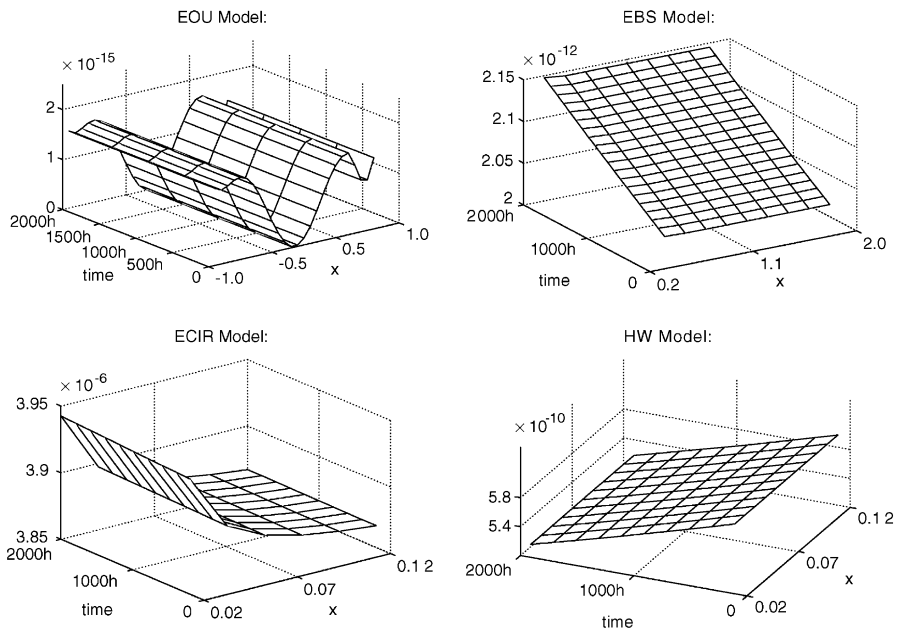 EOU Model:
× 10⁻¹⁵
2
1
0
2000h
1500h
1000h
500h
0
time
-1.0
-0.5
0.5
1.0
x
EBS Model:
× 10⁻¹²
2.15
2.1
2.05
2
2000h
1000h
0
time
0.2
1.1
2.0
x
ECIR Model:
× 10⁻⁶
3.95
3.9
3.85
2000h
1000h
0
time
0.02
0.07
0.1 2
x
HW Model:
× 10⁻¹⁰
5.8
5.4
2000h
1000h
0
time
0.02
0.07
0.1 2
x